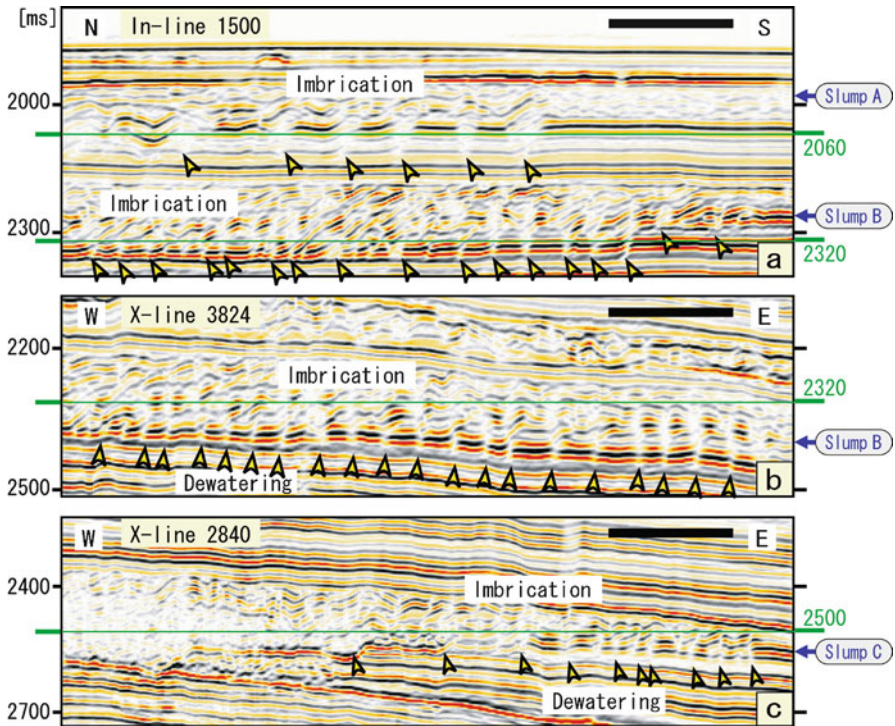 [ms]
N In-line 1500 S
Imbrication
2000
Slump A
2060
Imbrication
2300
Slump B
2320
a
W X-line 3824 E
2200
Imbrication
2320
Slump B
2500
Dewatering
b
W X-line 2840 E
2400
Imbrication
2500
Slump C
Dewatering
2700
c